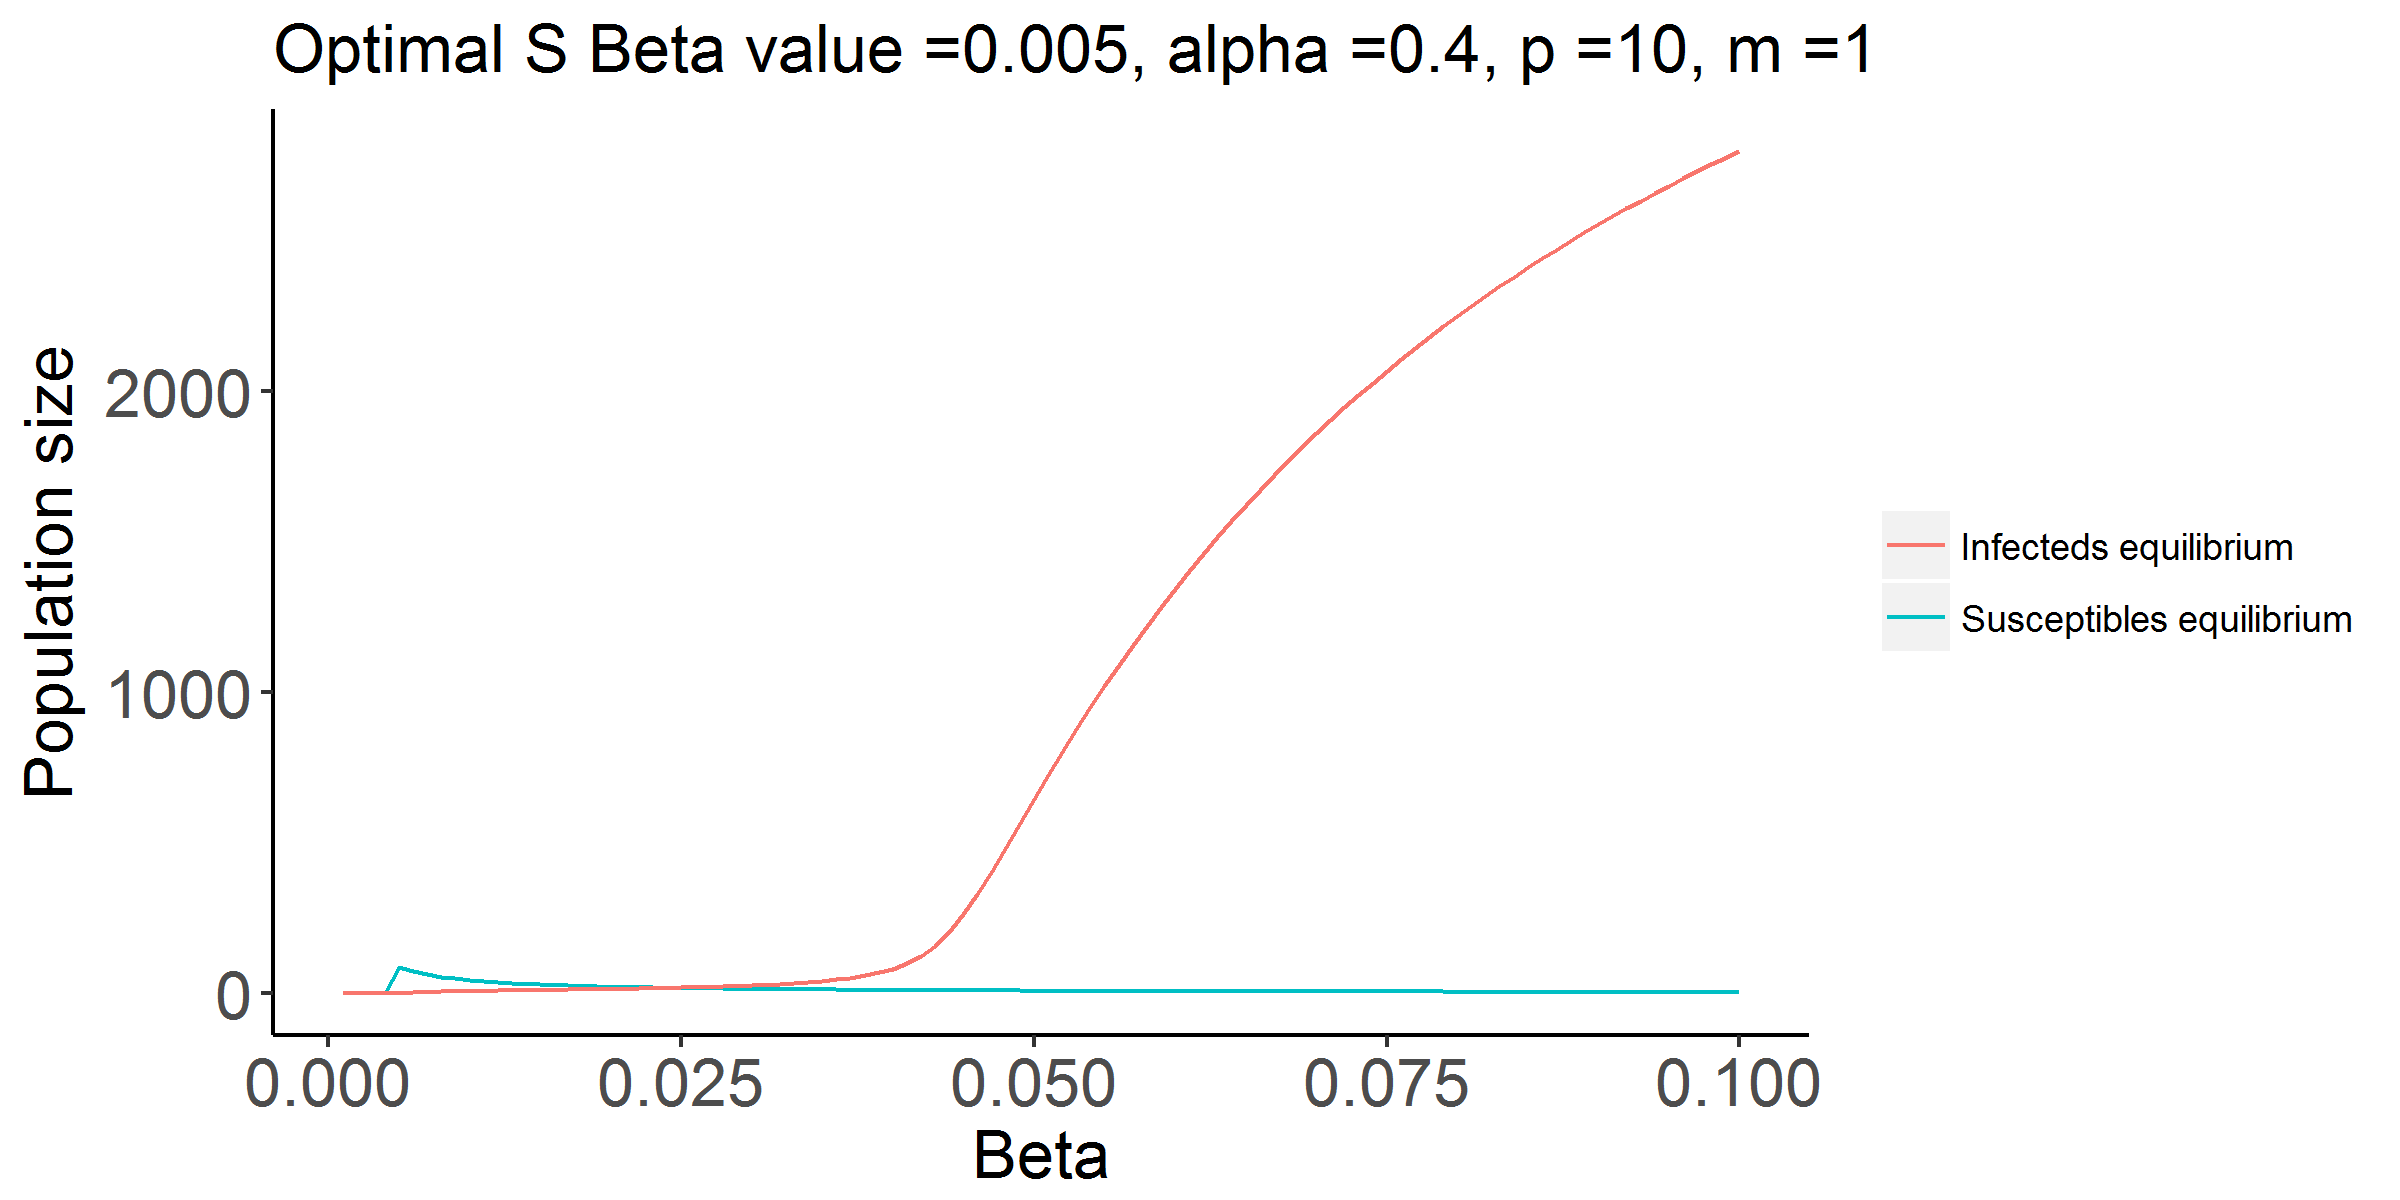 Optimal S Beta value =0.005, alpha =0.4, p =10, m =1
Population size
2000
1000
0
0.000 0.025 0.050 0.075 0.100
Beta
Infecteds equilibrium
Susceptibles equilibrium